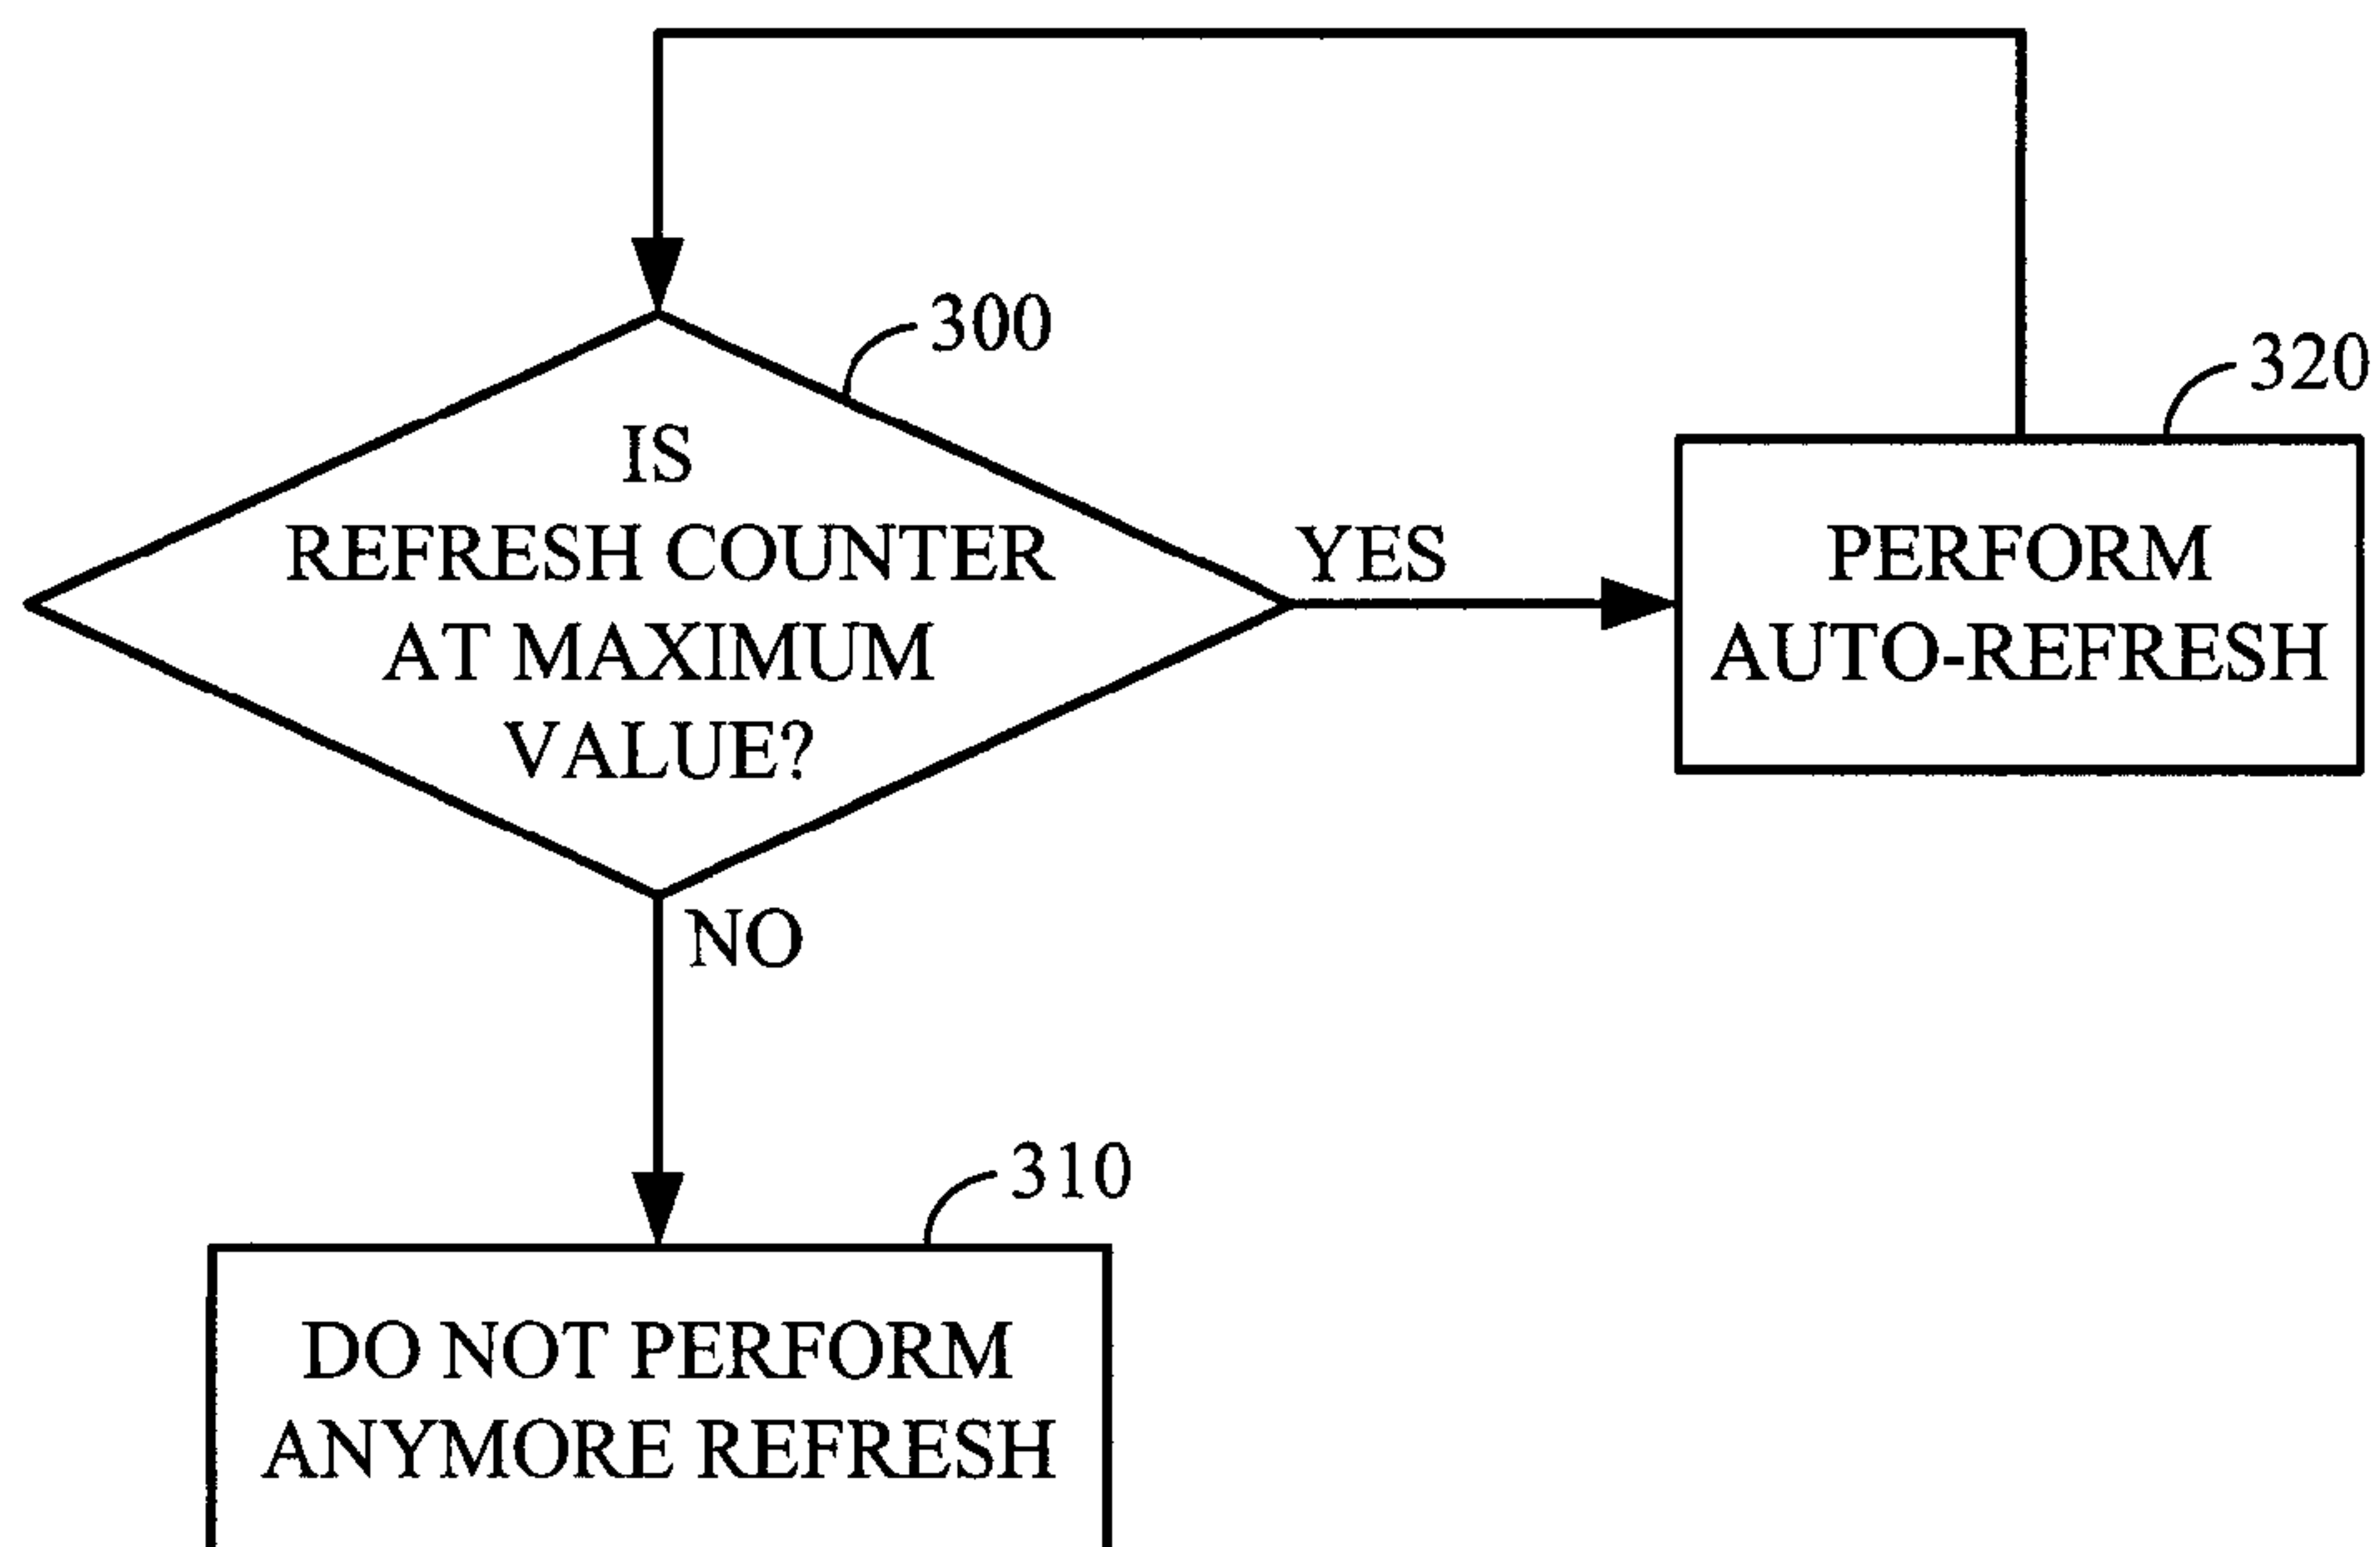 300
IS
REFRESH COUNTER
AT MAXIMUM
VALUE?
YES
320
PERFORM
AUTO-REFRESH
NO
310
DO NOT PERFORM
ANYMORE REFRESH